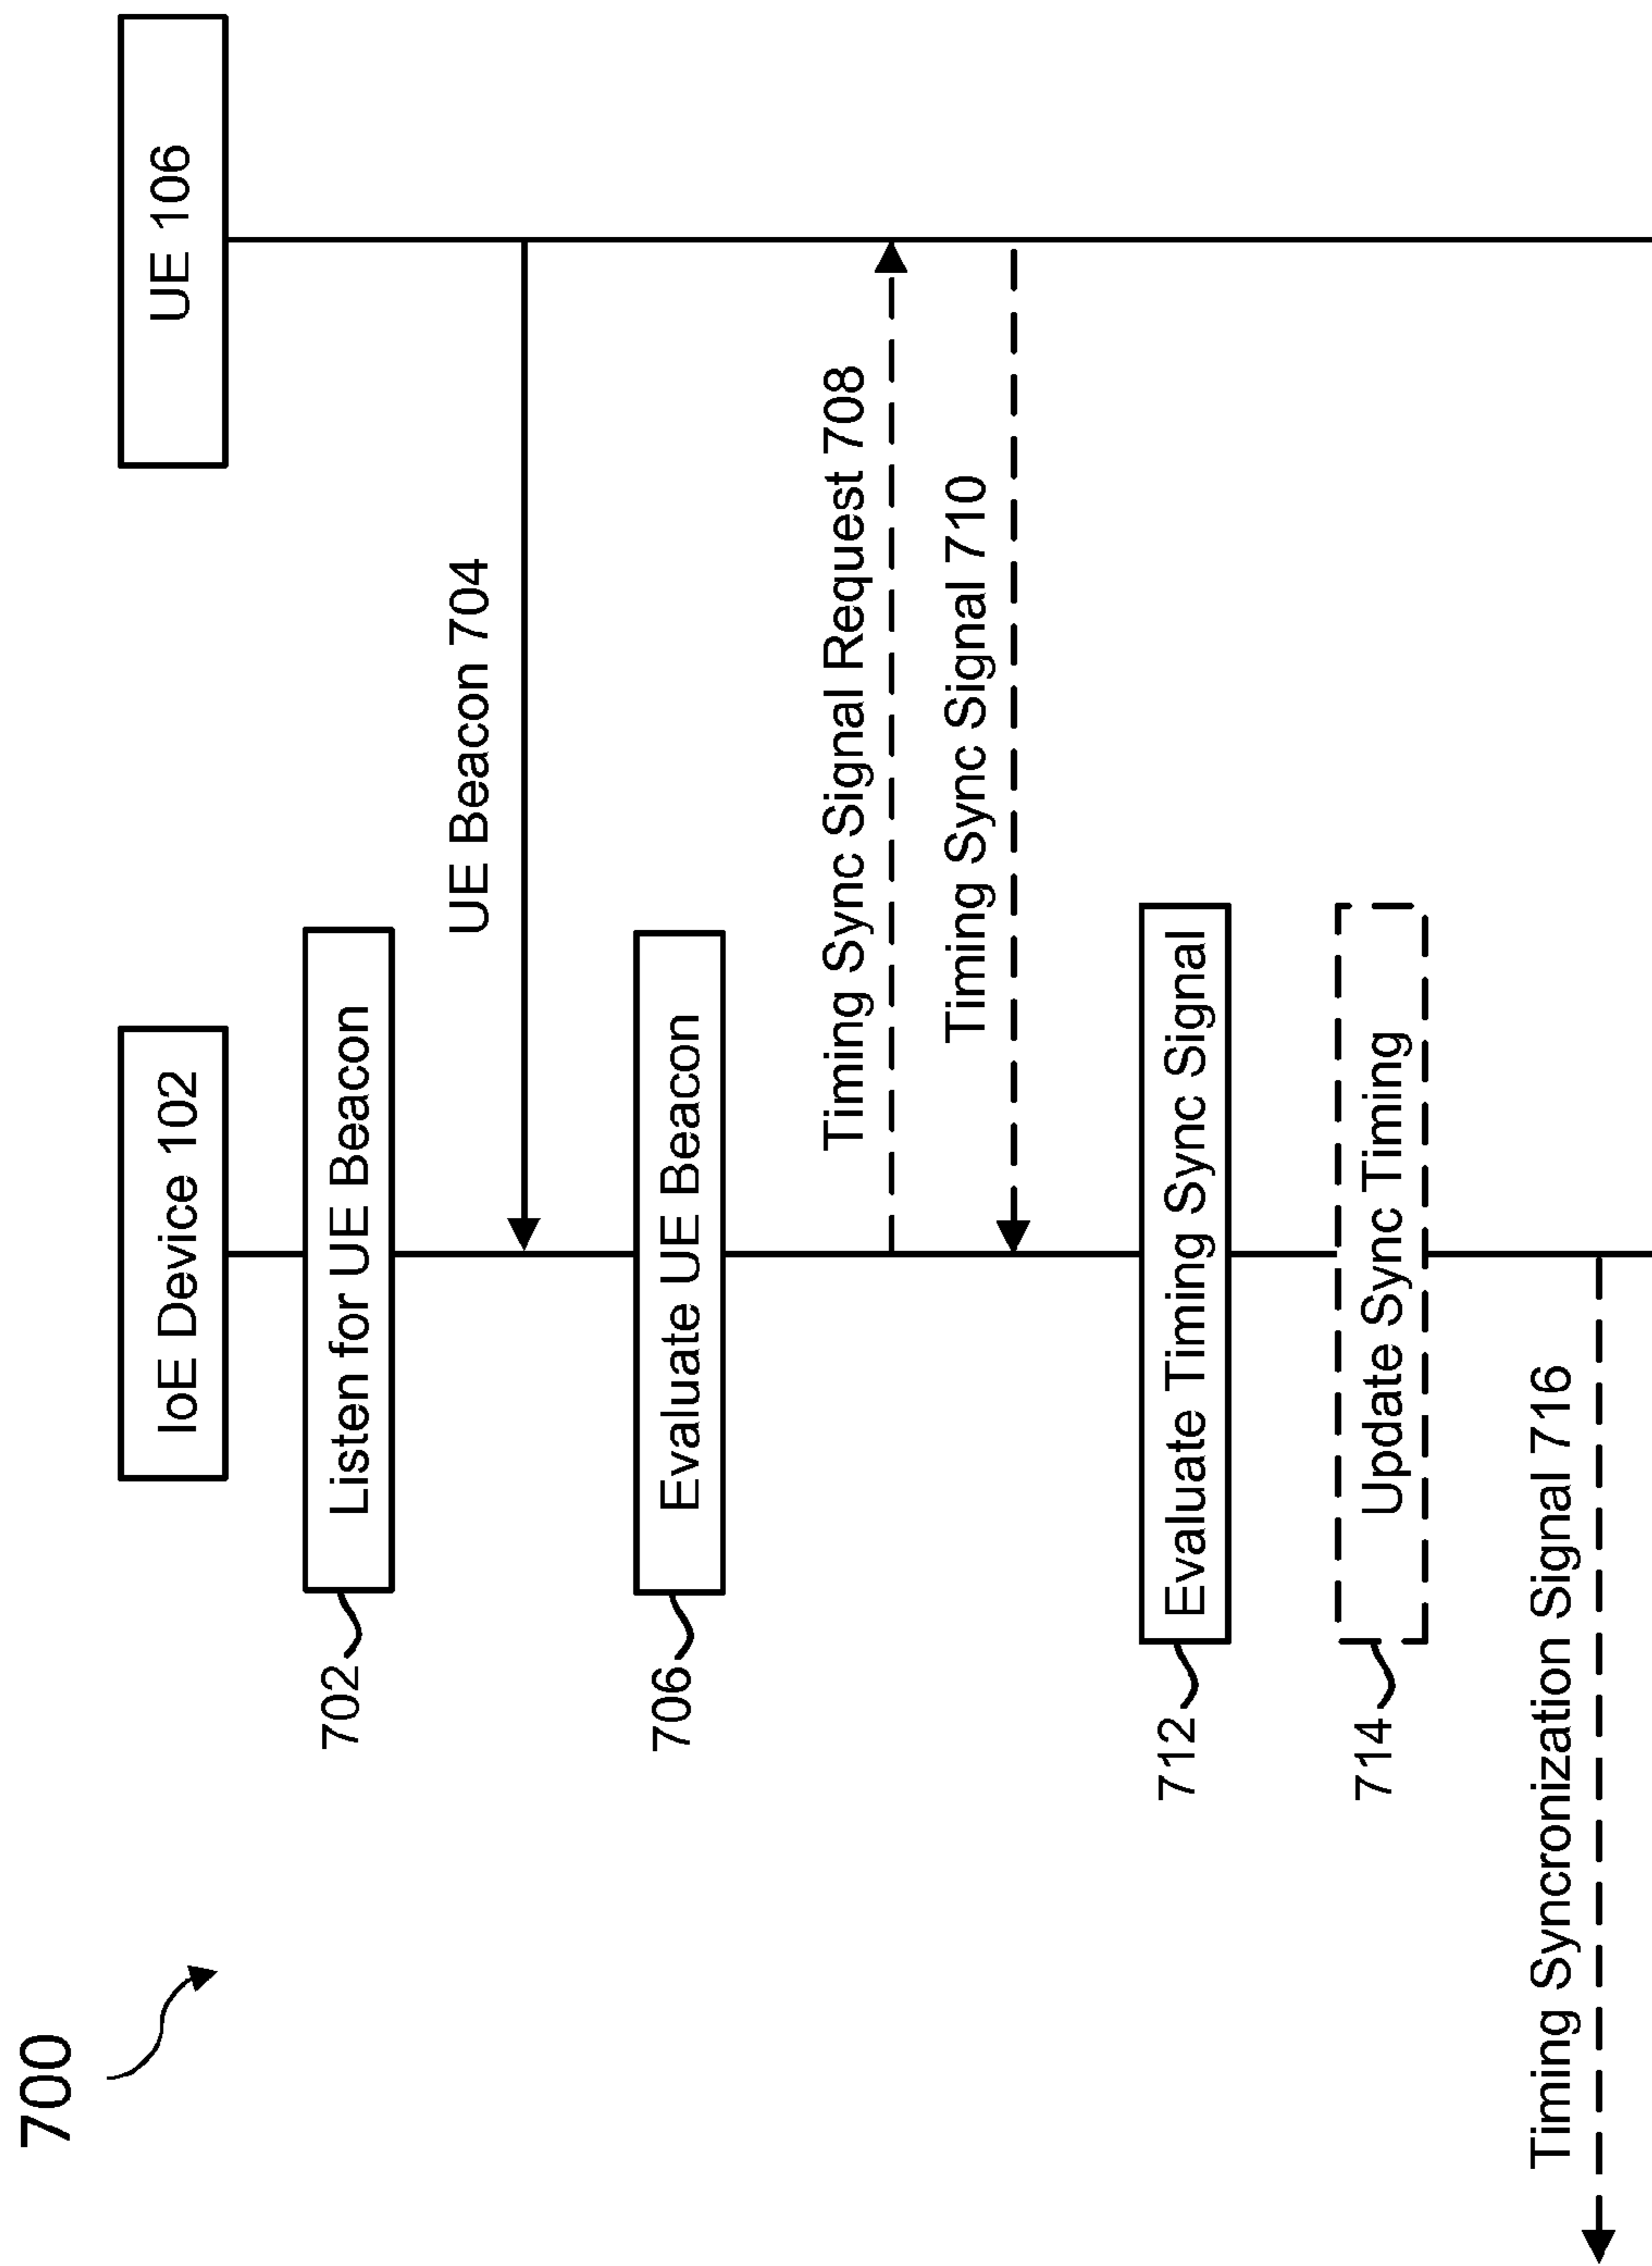 700
IoE Device 102
UE 106
702
Listen for UE Beacon
UE Beacon 704
706
Evaluate UE Beacon
Timing Sync Signal Request 708
Timing Sync Signal 710
712
Evaluate Timing Sync Signal
714
Update Sync Timing
Timing Syncronization Signal 716